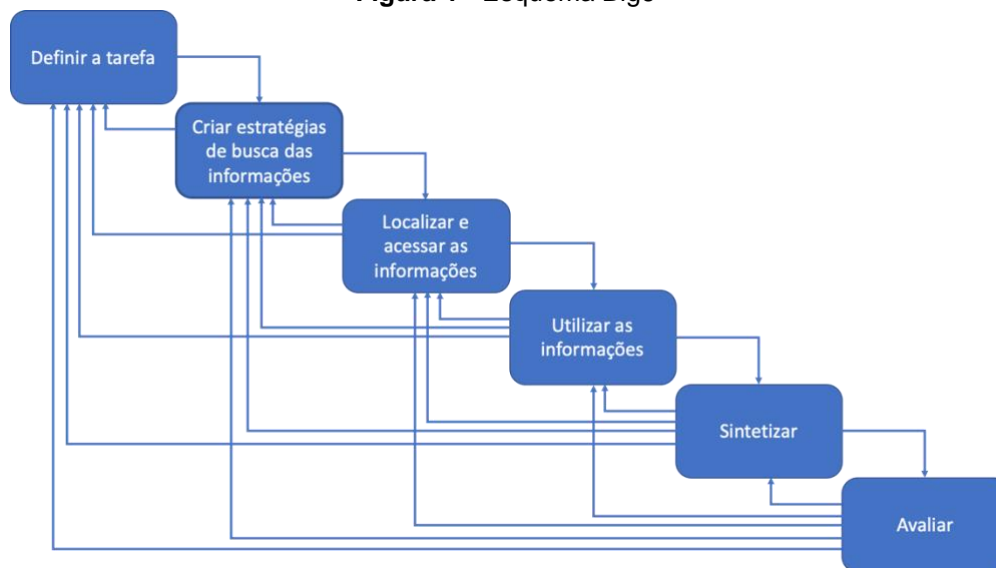 Definir a tarefa
Criar estratégias
de busca das
informações
Localizar e
acessar as
informações
Utilizar as
informações
Sintetizar
Avaliar